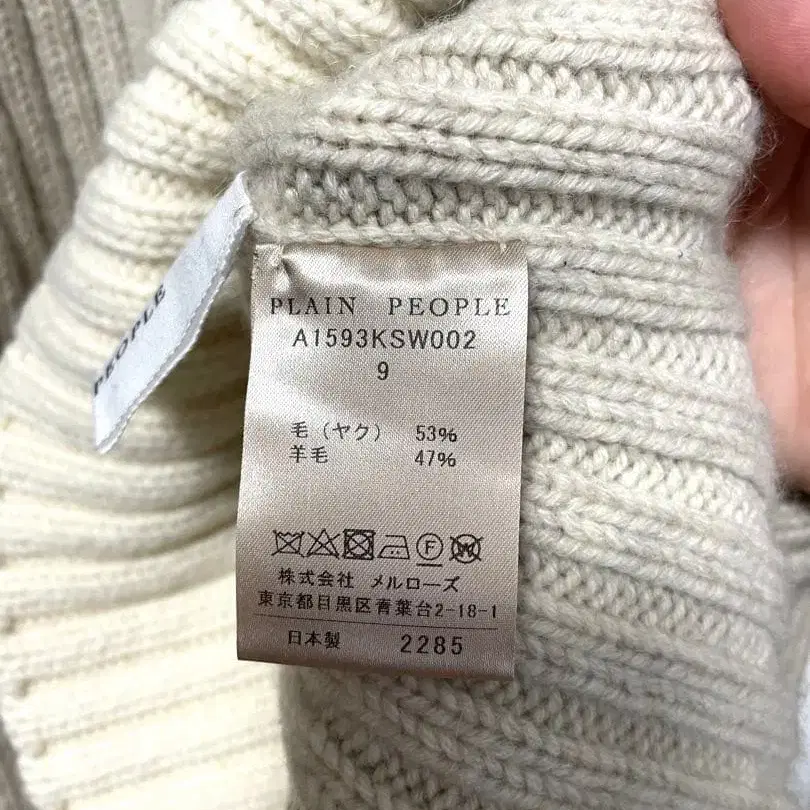 PLAIN PEOPLE
A1593KSW002
9
毛(ヤク) 53%
羊毛 47%
F
W
株式会社 メルローズ
東京都目黒区青葉台2-18-1
日本製 2285
PEOPLE